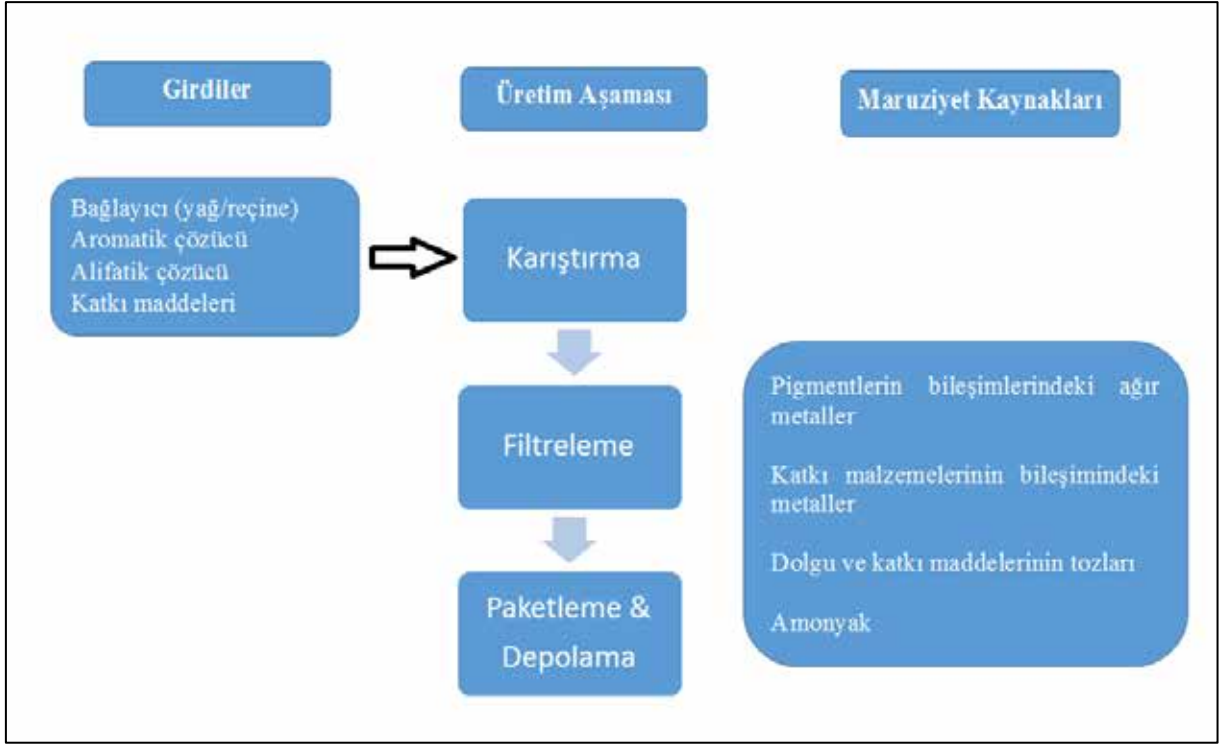 Girdiler
Üretim Aşaması
Maruziyet Kaynakları
Bağlayıcı (yağ/reçine)
Aromatik çözücü
Alifatik çözücü
Katkı maddeleri
Karıştırma
Filtreleme
Paketleme &
Depolama
Pigmentlerin bileşimlerindeki ağır
metaller
Katkı malzemelerinin bileşimindeki
metaller
Dolgu ve katkı maddelerinin tozları
Amonyak